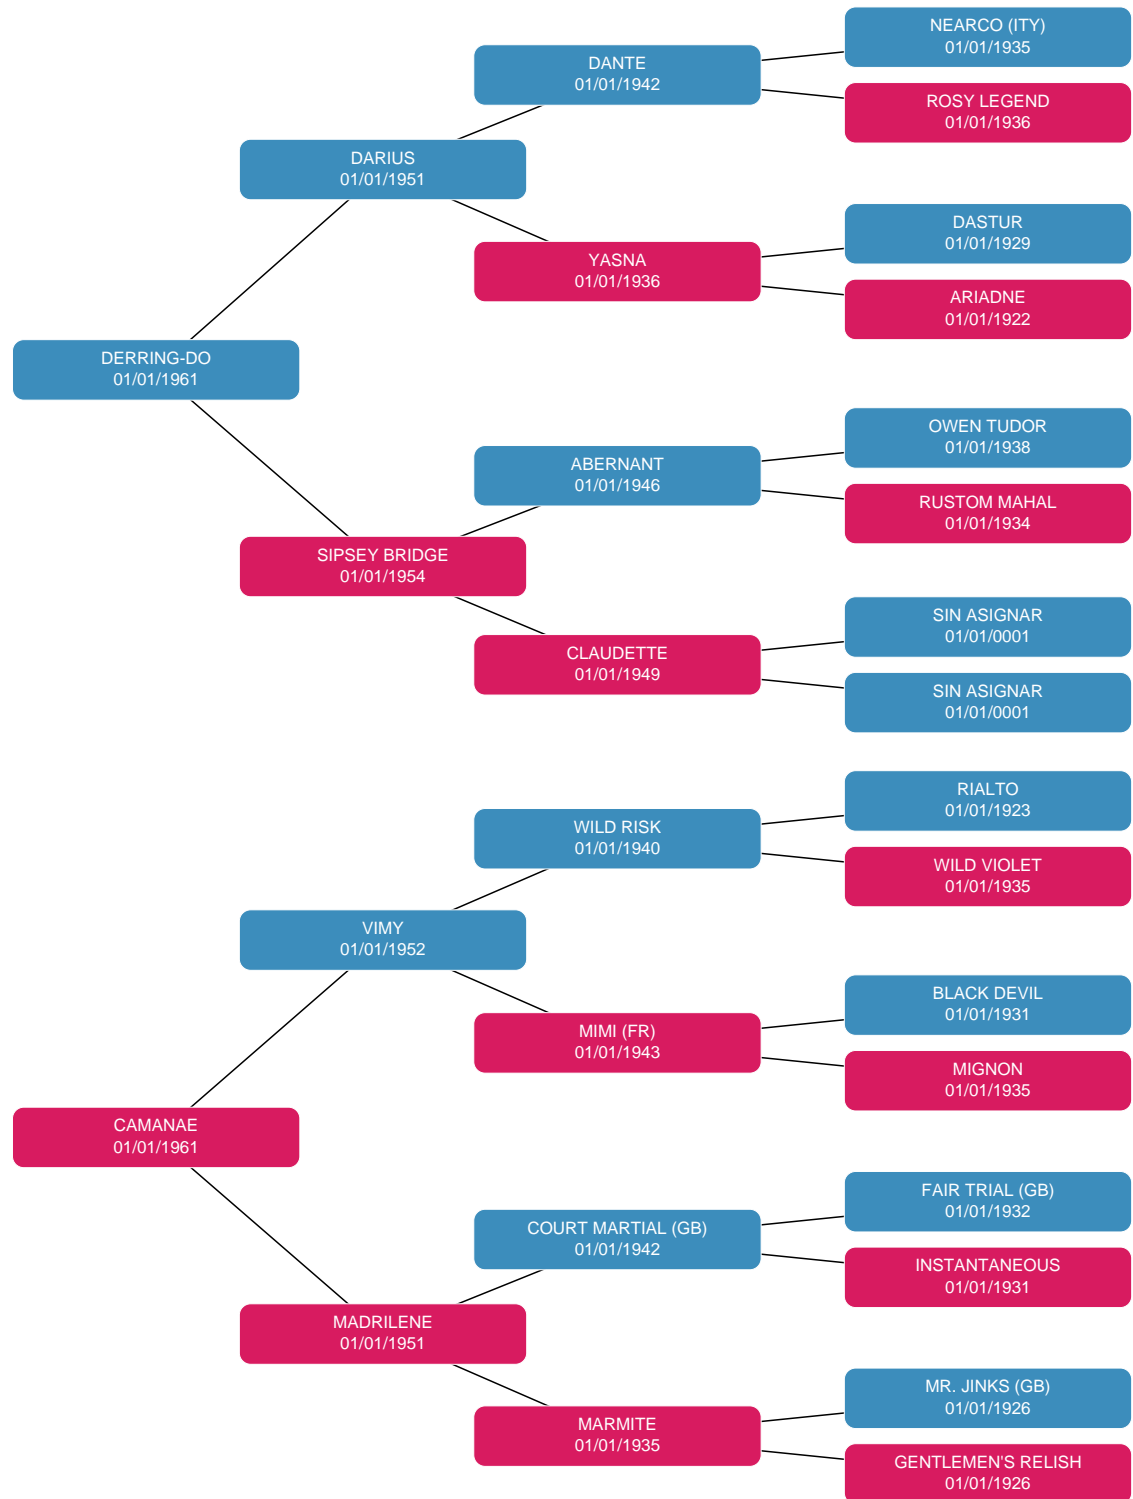 NEARCO (ITY)
01/01/1935
DANTE
01/01/1942
ROSY LEGEND
01/01/1936
DARIUS
01/01/1951
DASTUR
01/01/1929
YASNA
01/01/1936
ARIADNE
01/01/1922
DERRING-DO
01/01/1961
OWEN TUDOR
01/01/1938
ABERNANT
01/01/1946
RUSTOM MAHAL
01/01/1934
SIPSEY BRIDGE
01/01/1954
SIN ASIGNAR
01/01/0001
CLAUDETTE
01/01/1949
SIN ASIGNAR
01/01/0001
RIALTO
01/01/1923
WILD RISK
01/01/1940
WILD VIOLET
01/01/1935
VIMY
01/01/1952
BLACK DEVIL
01/01/1931
MIMI (FR)
01/01/1943
MIGNON
01/01/1935
CAMANAE
01/01/1961
FAIR TRIAL (GB)
01/01/1932
COURT MARTIAL (GB)
01/01/1942
INSTANTANEOUS
01/01/1931
MADRILENE
01/01/1951
MR. JINKS (GB)
01/01/1926
MARMITE
01/01/1935
GENTLEMEN'S RELISH
01/01/1926